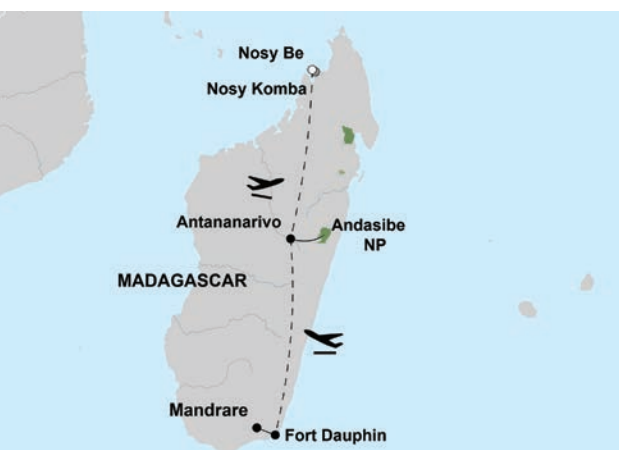 Nosy Be
Nosy Komba
Antananarivo
Andasibe
NP
MADAGASCAR
Mandrare
Fort Dauphin